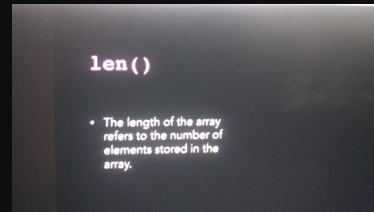 len()
• The length of the array
refers to the number of
elements stored in the
array.